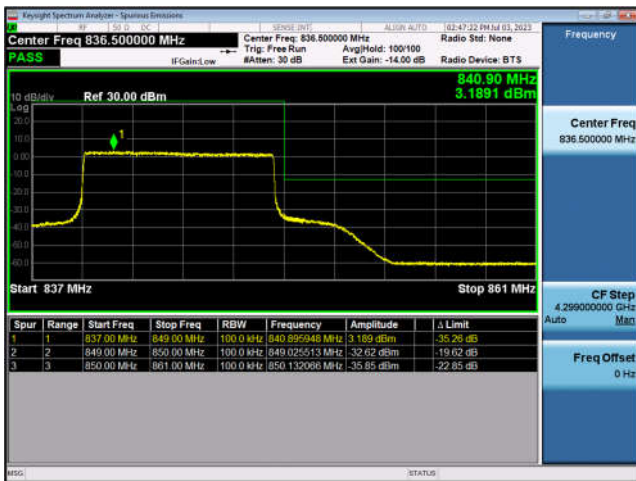 Keysight Spectrum Analyzer - Spurious Emissions
RF 50 Ω DC SENSE:INT ALIGN AUTO 02:47:22 PM Jul 03, 2023
Center Freq 836.500000 MHz Center Freq: 836.500000 MHz Radio Std: None Frequency
Trig: Free Run Avg|Hold: 100/100
PASS IFGain:Low #Atten: 30 dB Ext Gain: -14.00 dB Radio Device: BTS
840.90 MHz
10 dB/div Ref 30.00 dBm 3.1891 dBm
Log
20.0
10.0
1
0.00
-10.0
-20.0
-30.0
-40.0
-50.0
-60.0
Center Freq
836.500000 MHz
Start 837 MHz Stop 861 MHz
CF Step
4.299000000 GHz
Auto Man
Spur Range Start Freq Stop Freq RBW Frequency Amplitude Δ Limit
1 1 837.00 MHz 849.00 MHz 100.0 kHz 840.895948 MHz 3.189 dBm -35.26 dB
2 2 849.00 MHz 850.00 MHz 100.0 kHz 849.025513 MHz -32.62 dBm -19.62 dB
3 3 850.00 MHz 861.00 MHz 100.0 kHz 850.132066 MHz -35.85 dBm -22.85 dB
Freq Offset
0 Hz
MSG STATUS